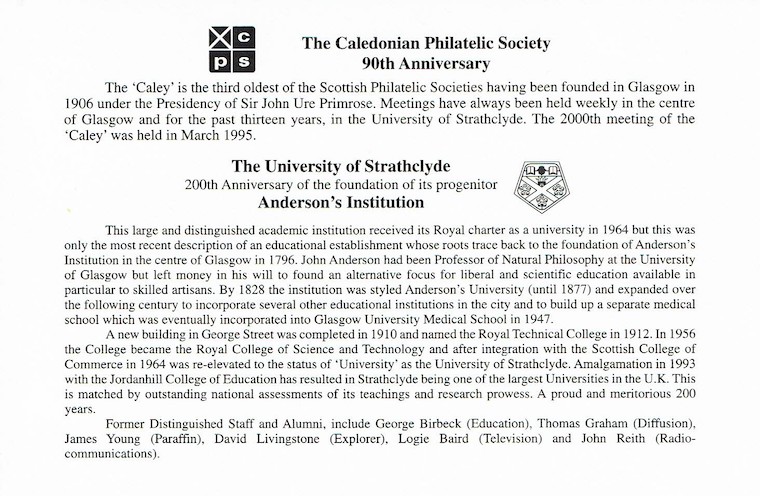 c
p s
The Caledonian Philatelic Society
90th Anniversary
The 'Caley' is the third oldest of the Scottish Philatelic Societies having been founded in Glasgow in
1906 under the Presidency of Sir John Ure Primrose. Meetings have always been held weekly in the centre
of Glasgow and for the past thirteen years, in the University of Strathclyde. The 2000th meeting of the
'Caley' was held in March 1995.
The University of Strathclyde
200th Anniversary of the foundation of its progenitor
Anderson's Institution
This large and distinguished academic institution received its Royal charter as a university in 1964 but this was
only the most recent description of an educational establishment whose roots trace back to the foundation of Anderson's
Institution in the centre of Glasgow in 1796. John Anderson had been Professor of Natural Philosophy at the University
of Glasgow but left money in his will to found an alternative focus for liberal and scientific education available in
particular to skilled artisans. By 1828 the institution was styled Anderson's University (until 1877) and expanded over
the following century to incorporate several other educational institutions in the city and to build up a separate medical
school which was eventually incorporated into Glasgow University Medical School in 1947.
A new building in George Street was completed in 1910 and named the Royal Technical College in 1912. In 1956
the College became the Royal College of Science and Technology and after integration with the Scottish College of
Commerce in 1964 was re-elevated to the status of 'University' as the University of Strathclyde. Amalgamation in 1993
with the Jordanhill College of Education has resulted in Strathclyde being one of the largest Universities in the U.K. This
is matched by outstanding national assessments of its teachings and research prowess. A proud and meritorious 200
years.
Former Distinguished Staff and Alumni, include George Birbeck (Education), Thomas Graham (Diffusion),
James Young (Paraffin), David Livingstone (Explorer), Logie Baird (Television) and John Reith (Radio-
communications).